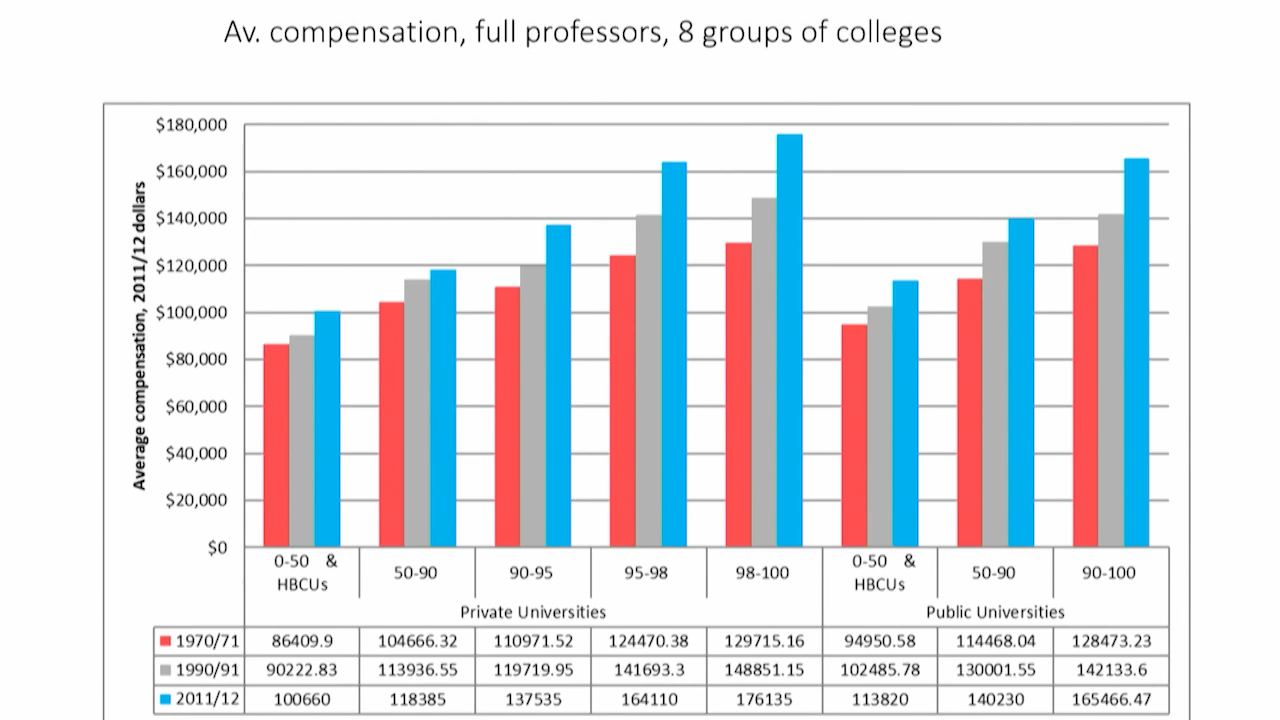 Av. compensation, full professors, 8 groups of colleges
Average compensation, 2011/12 dollars
$180,000
$160,000
$140,000
$120,000
$100,000
$80,000
$60,000
$40,000
$20,000
$0
0-50 & HBCUs 50-90 90-95 95-98 98-100 0-50 & HBCUs 50-90 90-100
Private Universities Public Universities
1970/71 86409.9 104666.32 110971.52 124470.38 129715.16 94950.58 114468.04 128473.23
1990/91 90222.83 113936.55 119719.95 141693.3 148851.15 102485.78 130001.55 142133.6
2011/12 100660 118385 137535 164110 176135 113820 140230 165466.47